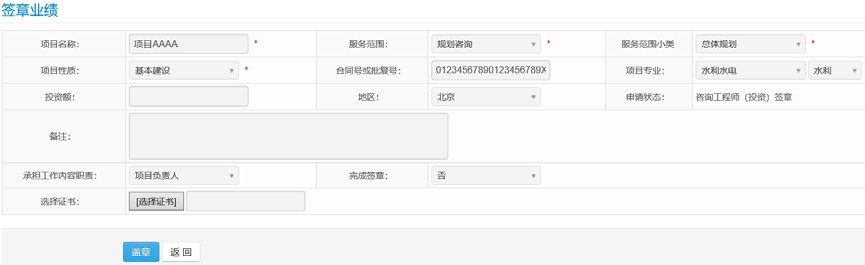 签章业绩
项目名称： 项目AAAA * 服务范围： 规划咨询 * 服务范围小类 总体规划 *
项目性质： 基本建设 * 合同号或批复号： 01234567890123456789X 项目专业： 水利水电 水利
投资额： 地区： 北京 申请状态： 咨询工程师（投资）签章
备注：
承担工作内容职责： 项目负责人 完成签章： 否
选择证书： [选择证书]
盖章 返 回